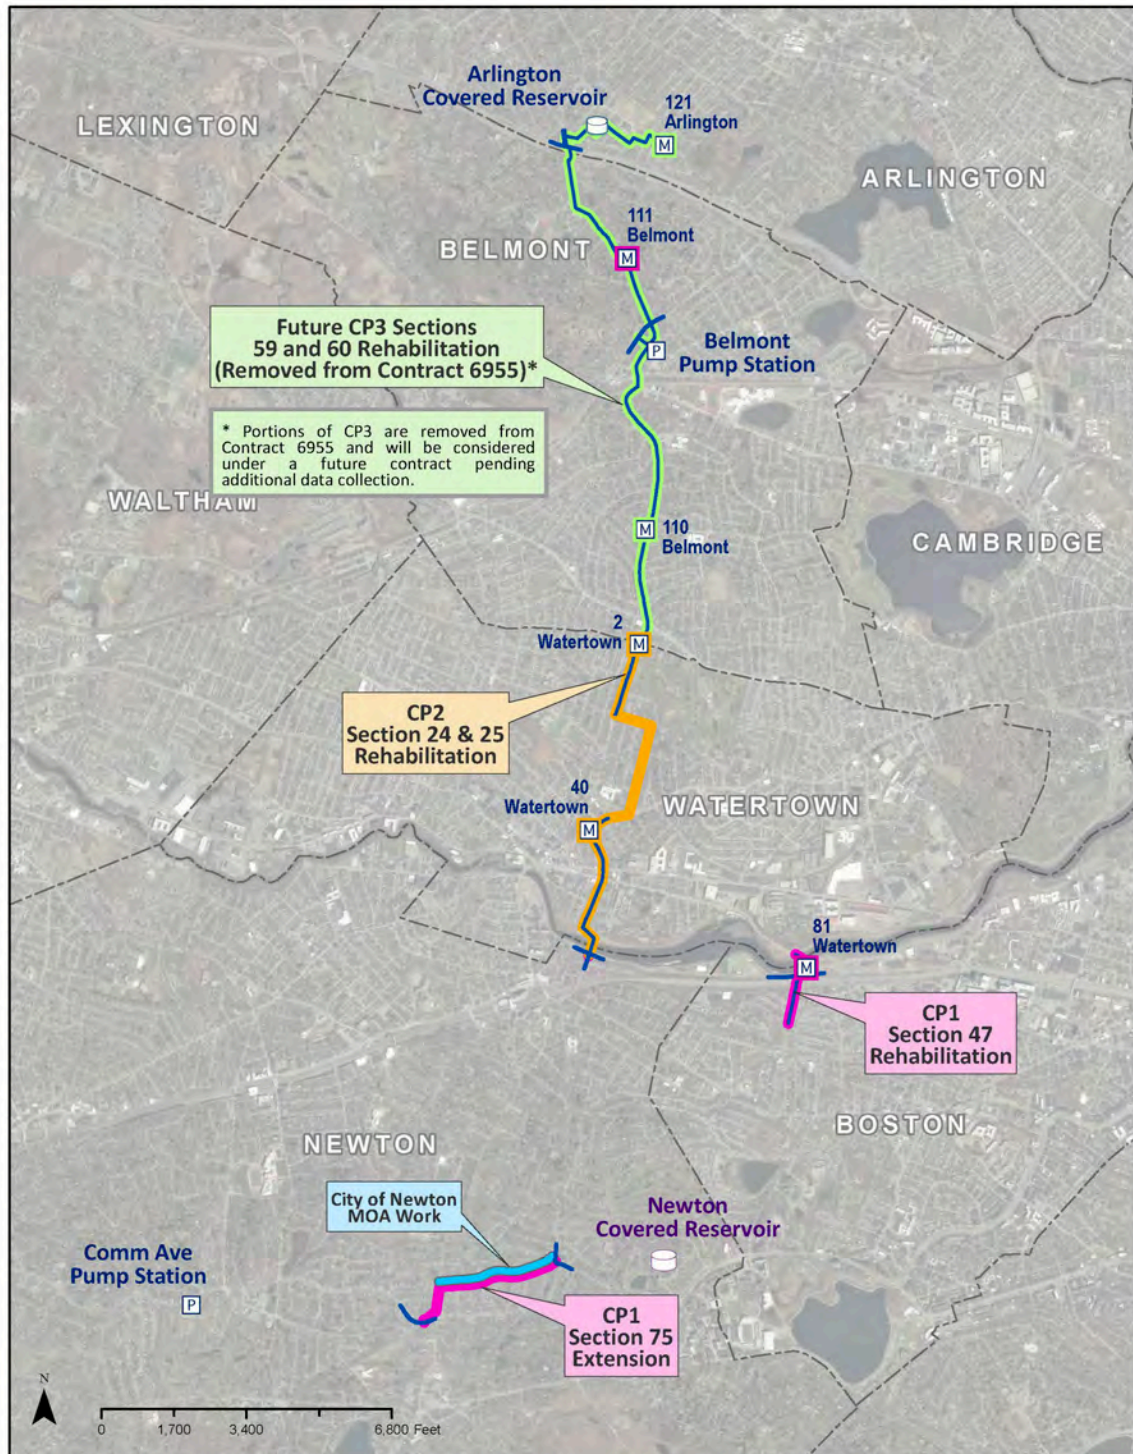 Arlington
Covered Reservoir
121
Arlington
M
LEXINGTON
ARLINGTON
111
Belmont
M
BELMONT
Future CP3 Sections
59 and 60 Rehabilitation
(Removed from Contract 6955)*
Belmont
Pump Station
P
* Portions of CP3 are removed from
Contract 6955 and will be considered
under a future contract pending
additional data collection.
WALTHAM
M
110
Belmont
CAMBRIDGE
2
Watertown
M
CP2
Section 24 & 25
Rehabilitation
40
Watertown
M
WATERTOWN
81
Watertown
M
CP1
Section 47
Rehabilitation
BOSTON
NEWTON
City of Newton
MOA Work
Newton
Covered Reservoir
Comm Ave
Pump Station
P
CP1
Section 75
Extension
N
0 1,700 3,400 6,800 Feet